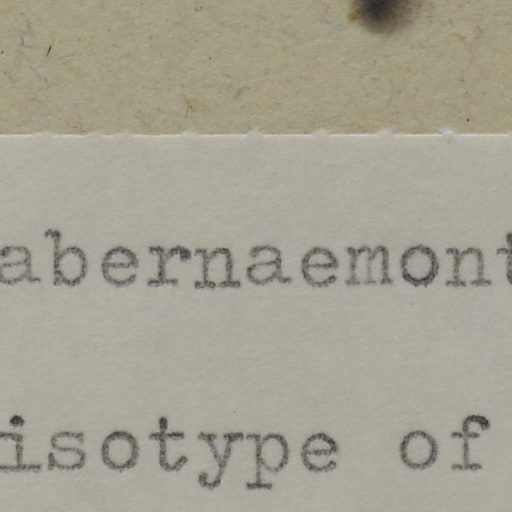 abernaemont
isotype of